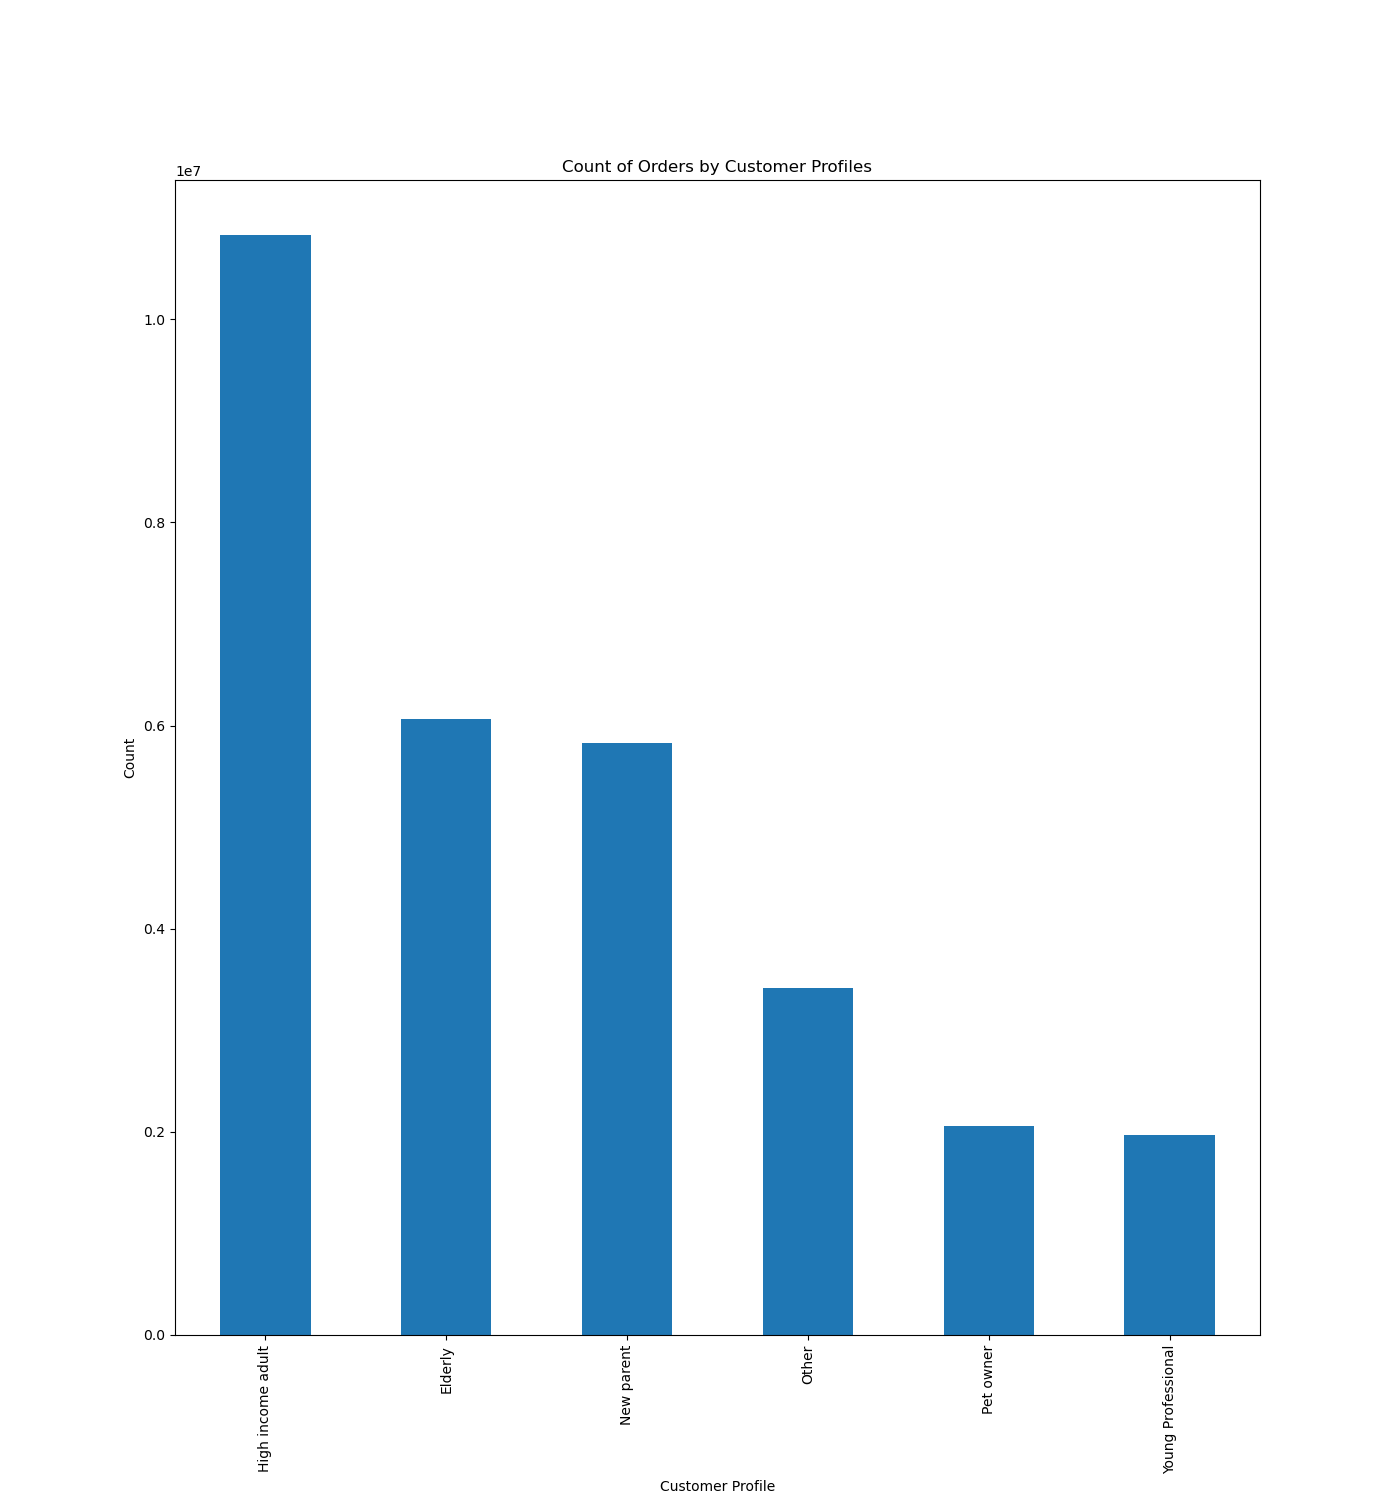 Count of Orders by Customer Profiles
1e7
1.0
0.8
0.6
0.4
0.2
0.0
Count
High income adult
Elderly
New parent
Other
Pet owner
Young Professional
Customer Profile